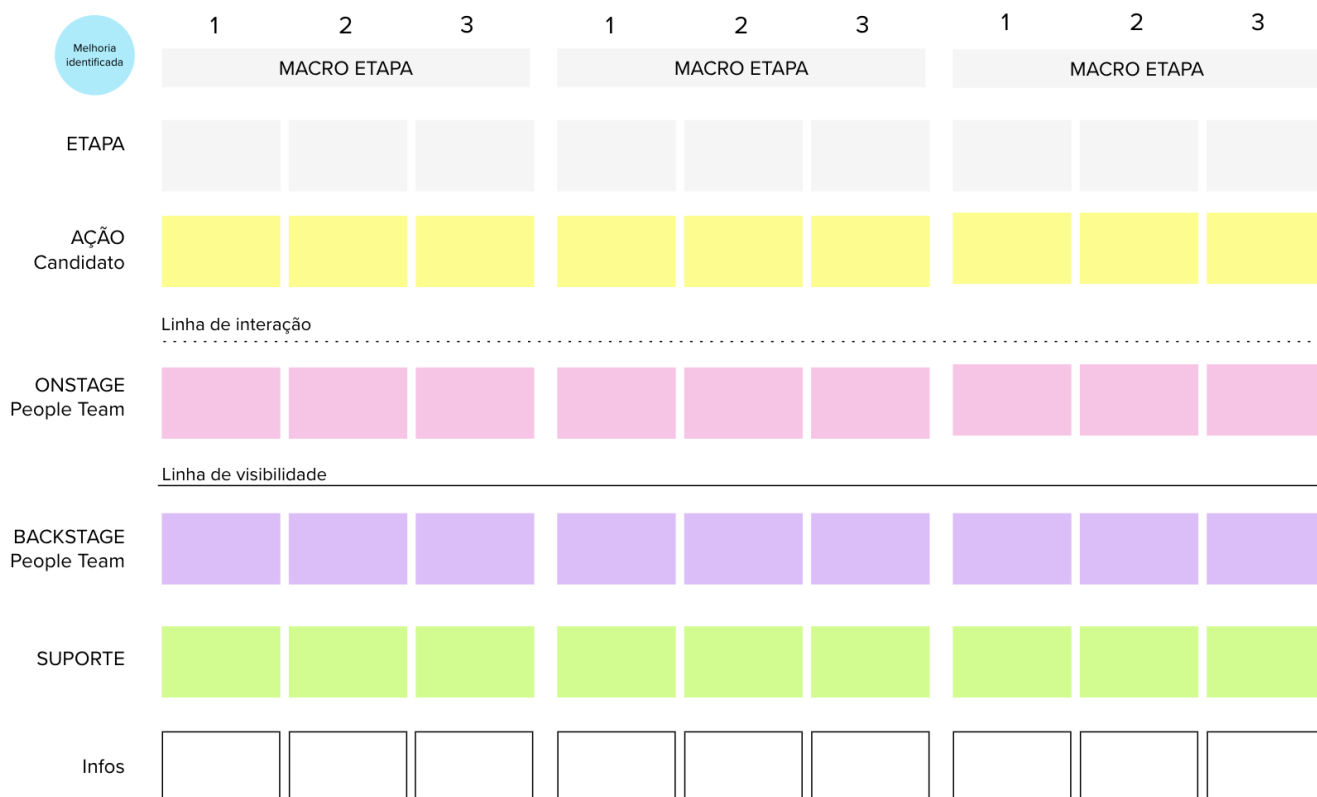 1 2 3 1 2 3 1 2 3
Melhoria
identificada
MACRO ETAPA MACRO ETAPA MACRO ETAPA
ETAPA
AÇÃO
Candidato
Linha de interação
ONSTAGE
People Team
Linha de visibilidade
BACKSTAGE
People Team
SUPORTE
Infos